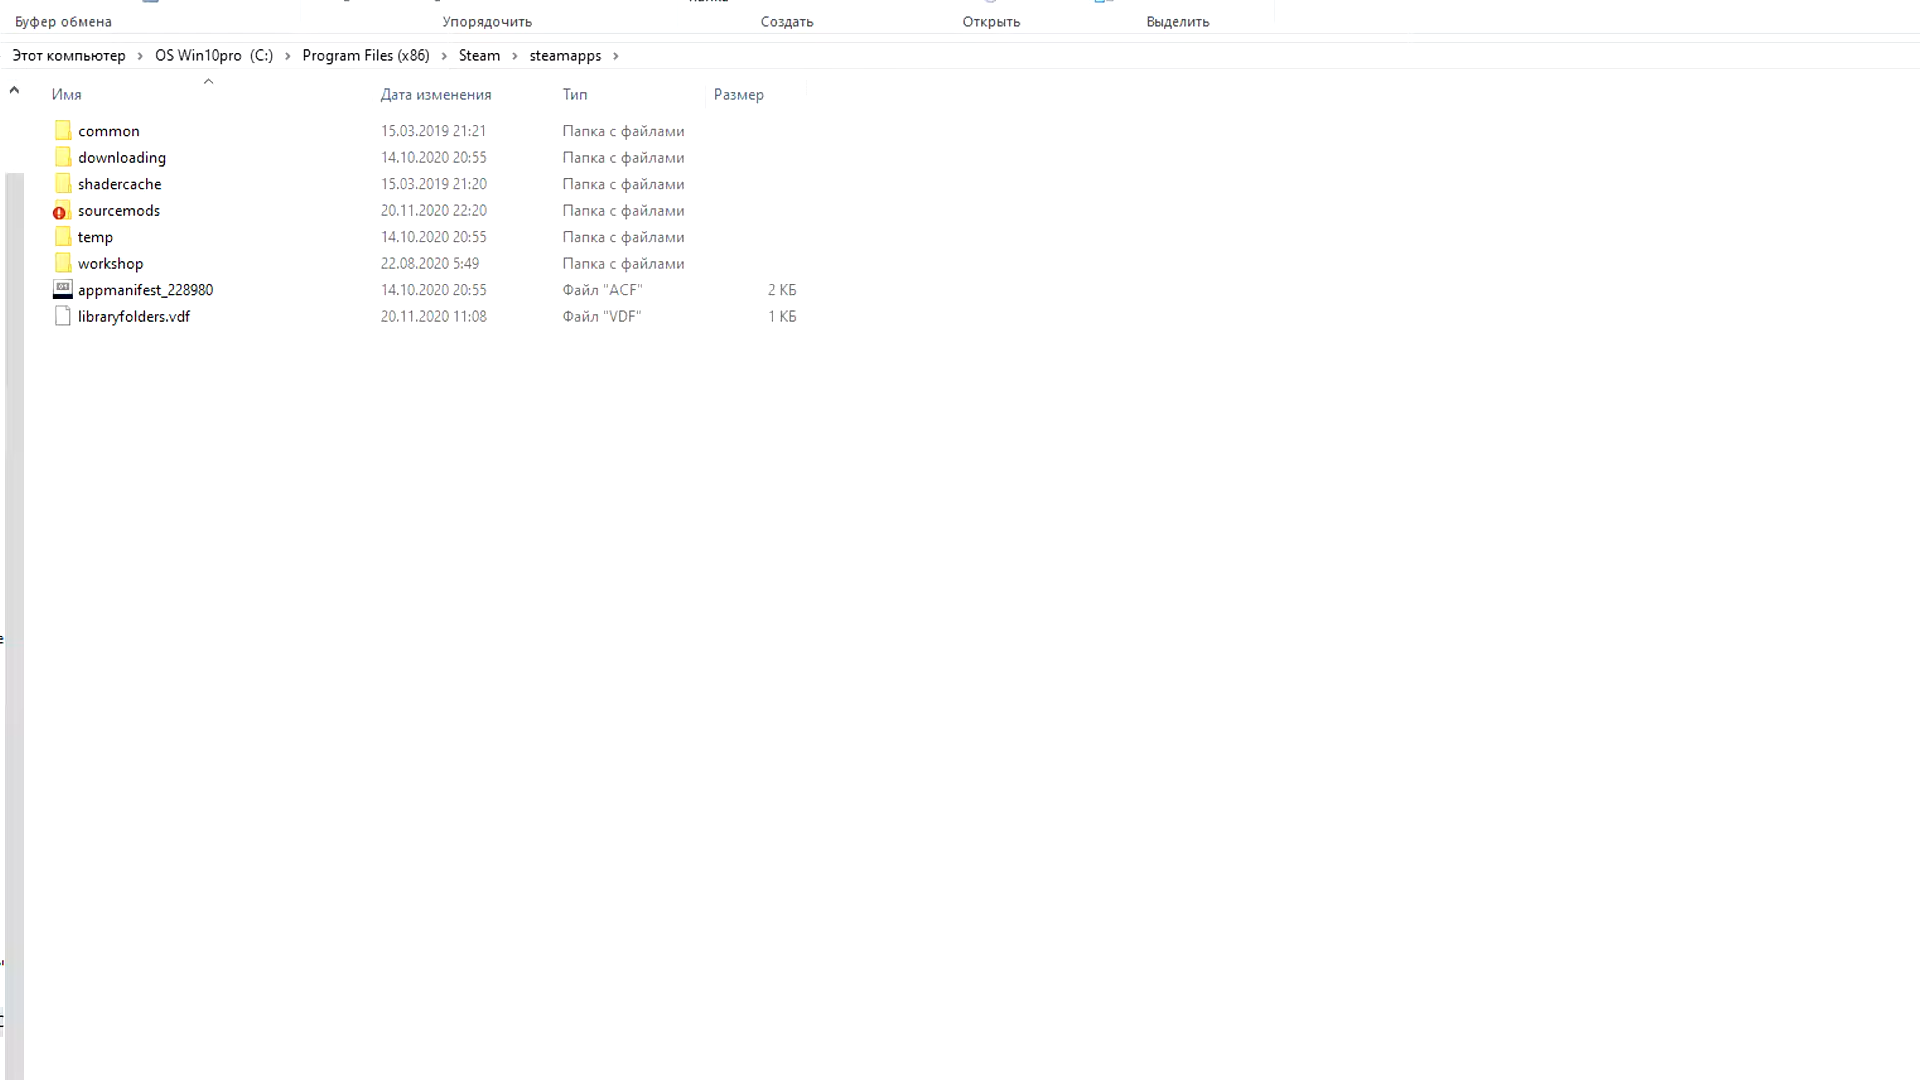 Буфер обмена Упорядочить Создать Открыть Выделить
Этот компьютер › OS Win10pro (C:) › Program Files (x86) › Steam › steamapps ›
Имя Дата изменения Тип Размер
common 15.03.2019 21:21 Папка с файлами
downloading 14.10.2020 20:55 Папка с файлами
shadercache 15.03.2019 21:20 Папка с файлами
sourcemods 20.11.2020 22:20 Папка с файлами
temp 14.10.2020 20:55 Папка с файлами
workshop 22.08.2020 5:49 Папка с файлами
appmanifest_228980 14.10.2020 20:55 Файл "ACF" 2 КБ
libraryfolders.vdf 20.11.2020 11:08 Файл "VDF" 1 КБ